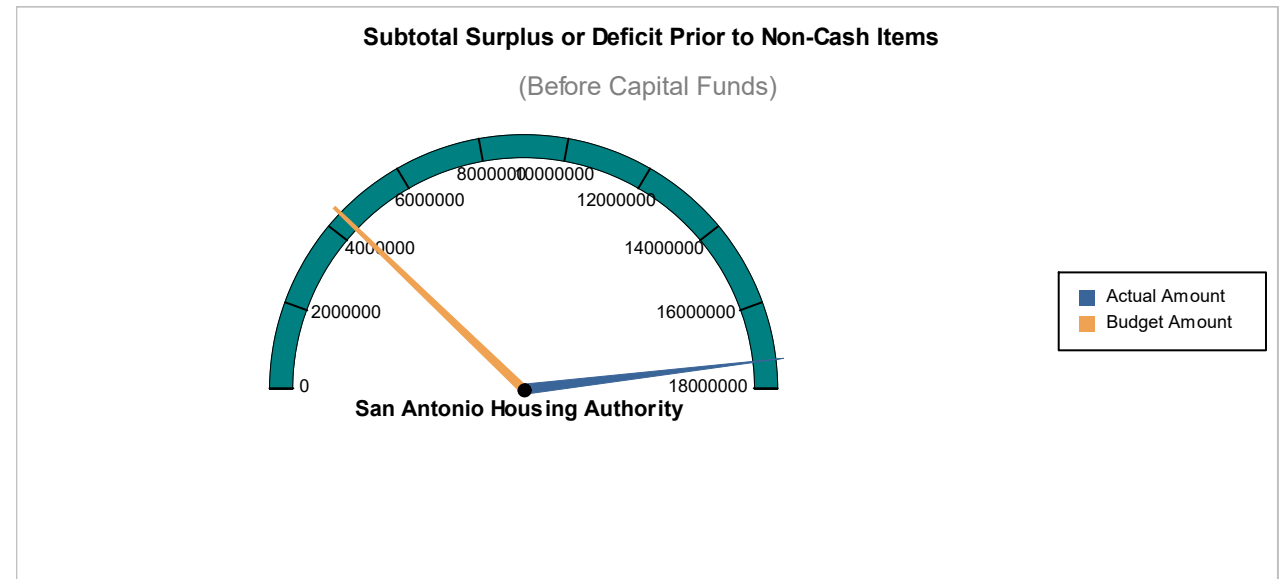 Subtotal Surplus or Deficit Prior to Non-Cash Items
(Before Capital Funds)
8000000 10000000
6000000 12000000
4000000 14000000
2000000 16000000
Actual Amount
Budget Amount
0 18000000
San Antonio Housing Authority